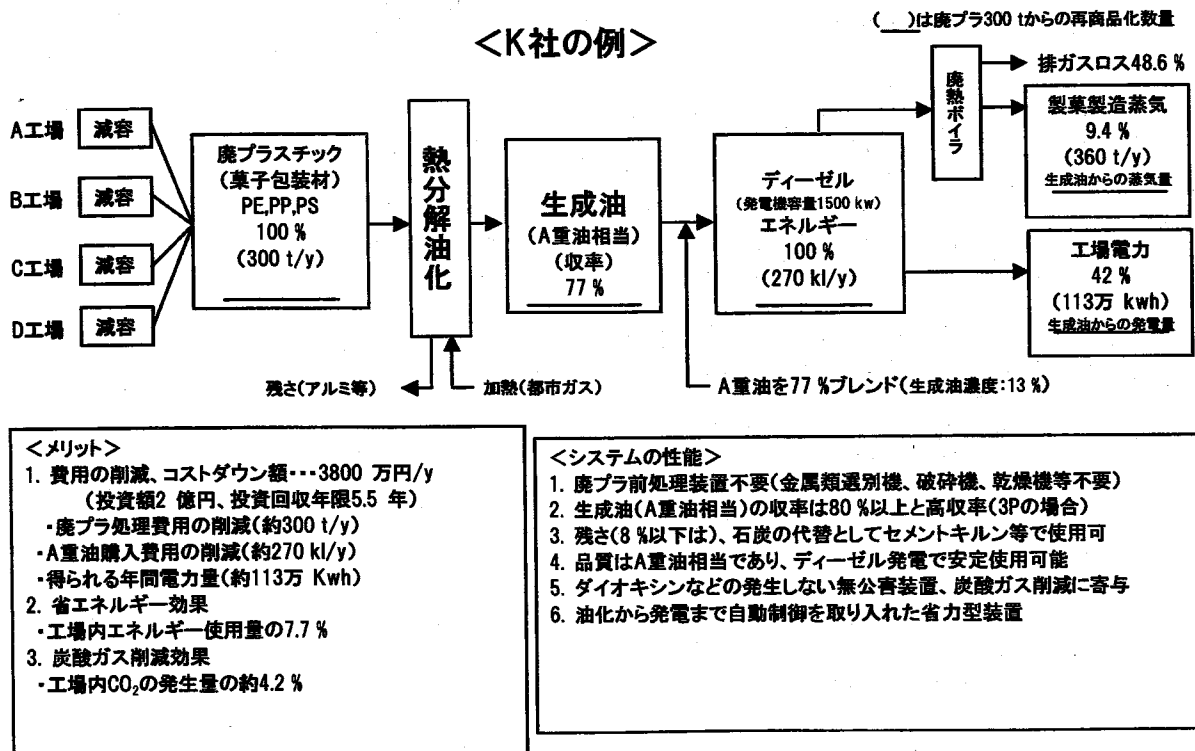 ( )は廃プラ300 tからの再商品化数量
<K社の例>
A工場 減容
B工場 減容
C工場 減容
D工場 減容
廃プラスチック
(菓子包装材)
PE,PP,PS
100 %
(300 t/y)
熱分解油化
残さ(アルミ等)
加熱(都市ガス)
生成油
(A重油相当)
(収率)
77 %
A重油を77 %ブレンド(生成油濃度:13 %)
ディーゼル
(発電機容量1500 kw)
エネルギー
100 %
(270 kl/y)
廃熱ボイラ
排ガスロス48.6 %
製菓製造蒸気
9.4 %
(360 t/y)
生成油からの蒸気量
工場電力
42 %
(113万 kwh)
生成油からの発電量
<メリット>
1. 費用の削減、コストダウン額・・・3800 万円/y
(投資額2 億円、投資回収年限5.5 年)
・廃プラ処理費用の削減(約300 t/y)
・A重油購入費用の削減(約270 kl/y)
・得られる年間電力量(約113万 Kwh)
2. 省エネルギー効果
・工場内エネルギー使用量の7.7 %
3. 炭酸ガス削減効果
・工場内CO₂の発生量の約4.2 %
<システムの性能>
1. 廃プラ前処理装置不要(金属類選別機、破砕機、乾燥機等不要)
2. 生成油(A重油相当)の収率は80 %以上と高収率(3Pの場合)
3. 残さ(8 %以下は)、石炭の代替としてセメントキルン等で使用可
4. 品質はA重油相当であり、ディーゼル発電で安定使用可能
5. ダイオキシンなどの発生しない無公害装置、炭酸ガス削減に寄与
6. 油化から発電まで自動制御を取り入れた省力型装置